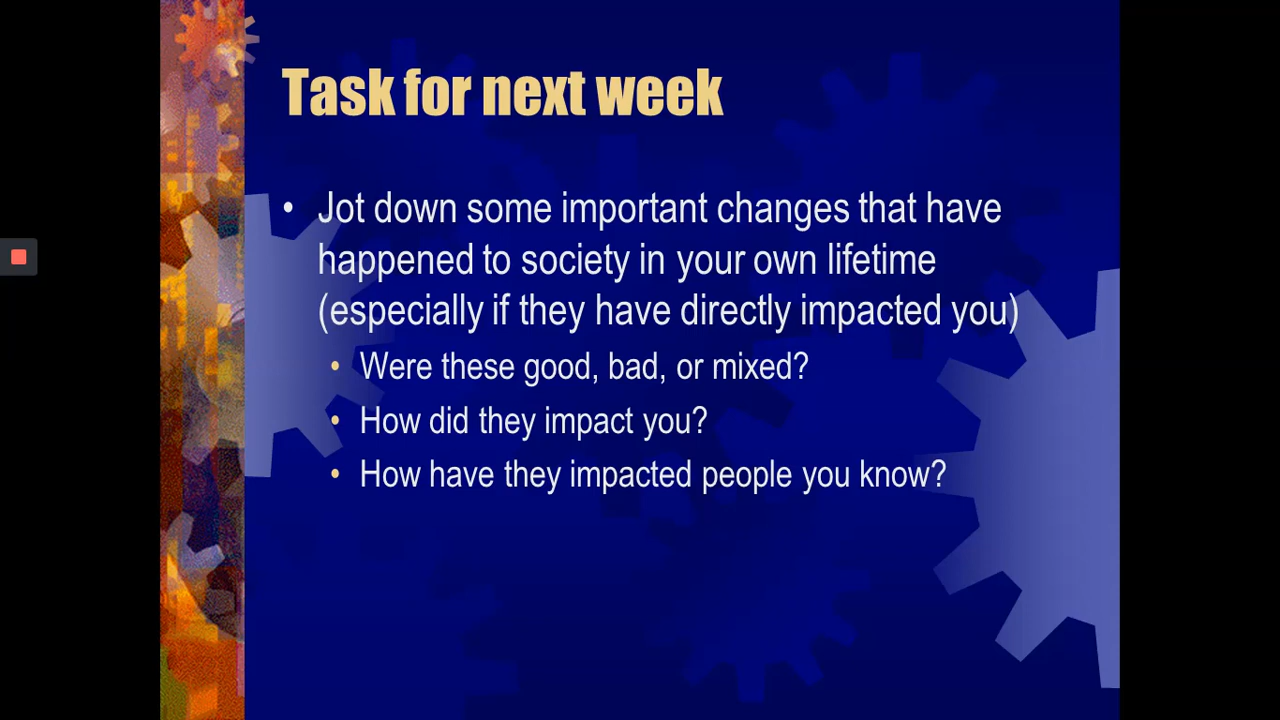 Task for next week
• Jot down some important changes that have
happened to society in your own lifetime
(especially if they have directly impacted you)
• Were these good, bad, or mixed?
• How did they impact you?
• How have they impacted people you know?